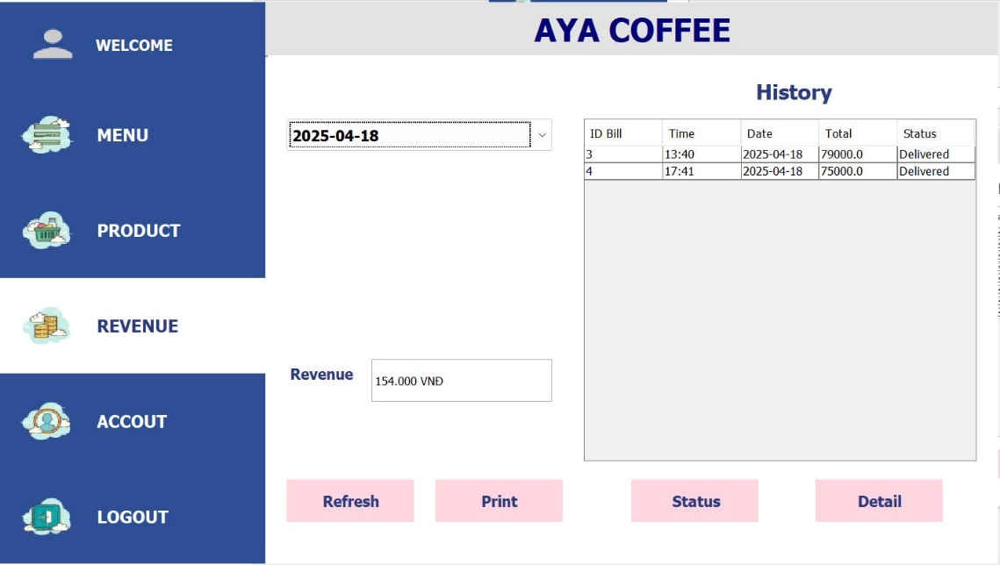 AYA COFFEE
WELCOME
MENU
PRODUCT
REVENUE
ACCOUT
LOGOUT
2025-04-18
Revenue
154.000 VNĐ
History
ID Bill Time Date Total Status
3 13:40 2025-04-18 79000.0 Delivered
4 17:41 2025-04-18 75000.0 Delivered
Refresh Print Status Detail